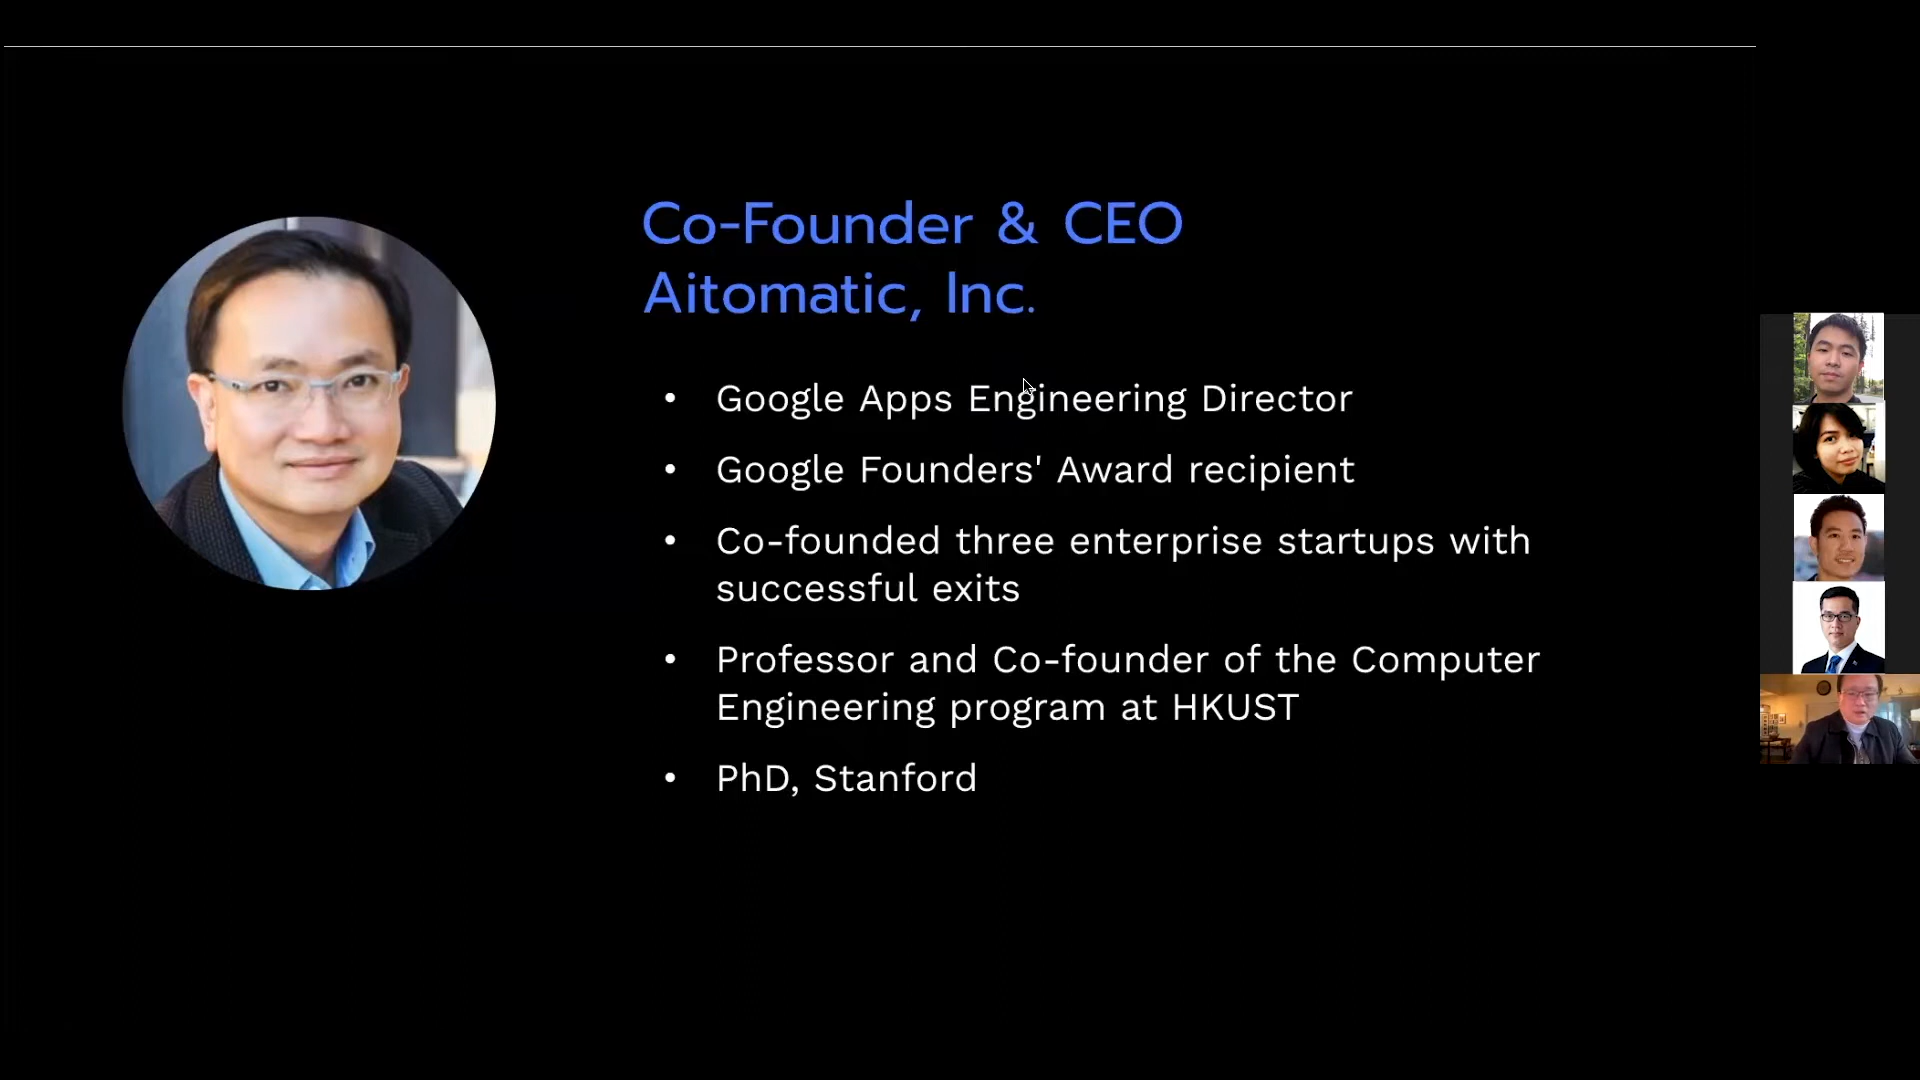 Co-Founder & CEO
Aitomatic, Inc.
• Google Apps Engineering Director
• Google Founders' Award recipient
• Co-founded three enterprise startups with
successful exits
• Professor and Co-founder of the Computer
Engineering program at HKUST
• PhD, Stanford